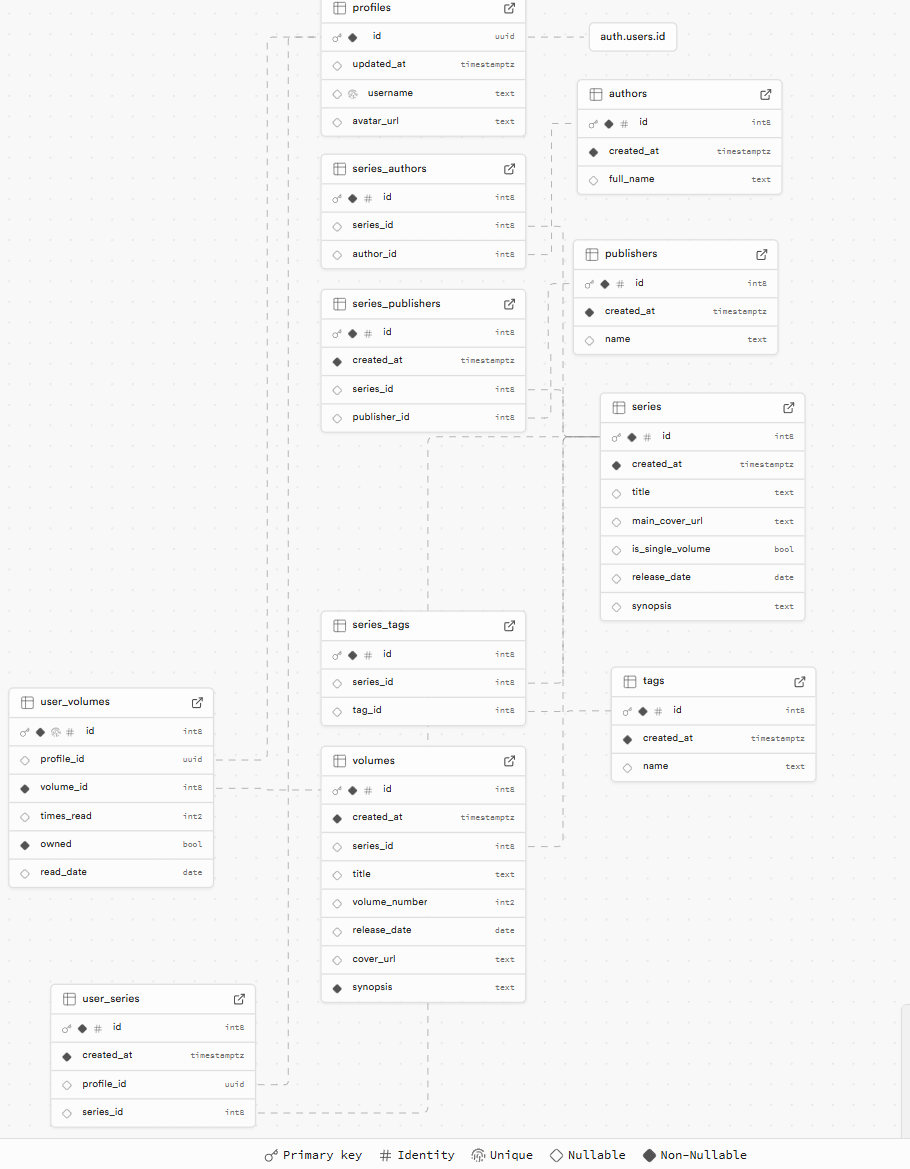 profiles
id uuid
updated_at timestamptz
username text
avatar_url text
auth.users.id
authors
id int8
created_at timestamptz
full_name text
series_authors
id int8
series_id int8
author_id int8
publishers
id int8
created_at timestamptz
name text
series_publishers
id int8
created_at timestamptz
series_id int8
publisher_id int8
series
id int8
created_at timestamptz
title text
main_cover_url text
is_single_volume bool
release_date date
synopsis text
series_tags
id int8
series_id int8
tag_id int8
tags
id int8
created_at timestamptz
name text
user_volumes
id int8
profile_id uuid
volume_id int8
times_read int2
owned bool
read_date date
volumes
id int8
created_at timestamptz
series_id int8
title text
volume_number int2
release_date date
cover_url text
synopsis text
user_series
id int8
created_at timestamptz
profile_id uuid
series_id int8
Primary key # Identity Unique Nullable Non-Nullable